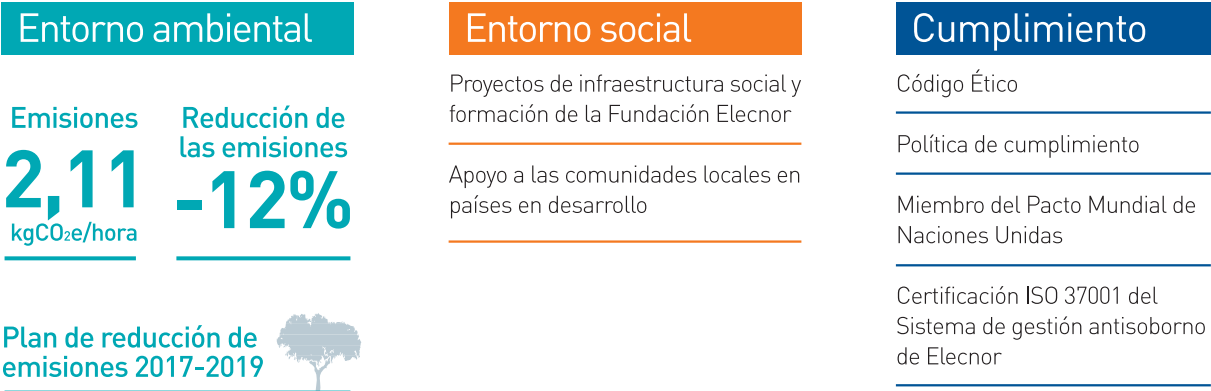 Entorno ambiental
Emisiones
2,11
kgCO₂e/hora
Reducción de
las emisiones
-12%
Plan de reducción de
emisiones 2017-2019
Entorno social
Proyectos de infraestructura social y
formación de la Fundación Elecnor
Apoyo a las comunidades locales en
países en desarrollo
Cumplimiento
Código Ético
Política de cumplimiento
Miembro del Pacto Mundial de
Naciones Unidas
Certificación ISO 37001 del
Sistema de gestión antisoborno
de Elecnor